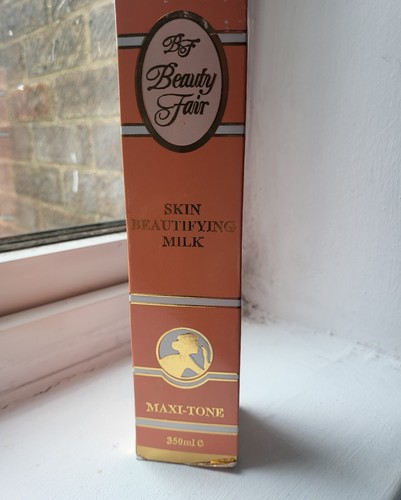 BF
Beauty
Fair
SKIN
BEAUTIFYING
MILK
MAXI-TONE
350ml ℮